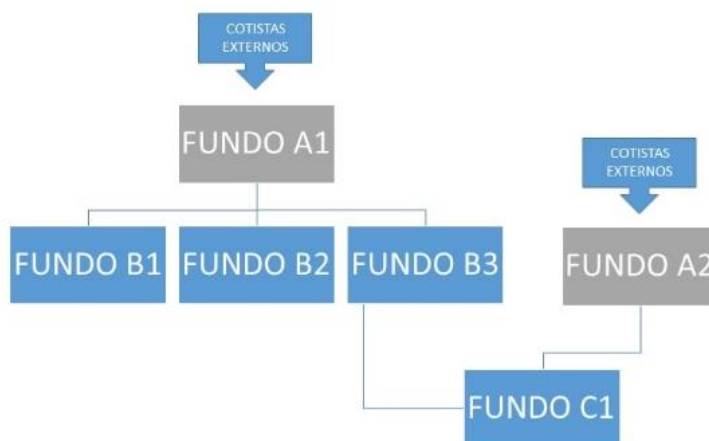 COTISTAS
EXTERNOS
FUNDO A1
COTISTAS
EXTERNOS
FUNDO B1
FUNDO B2
FUNDO B3
FUNDO A2
FUNDO C1